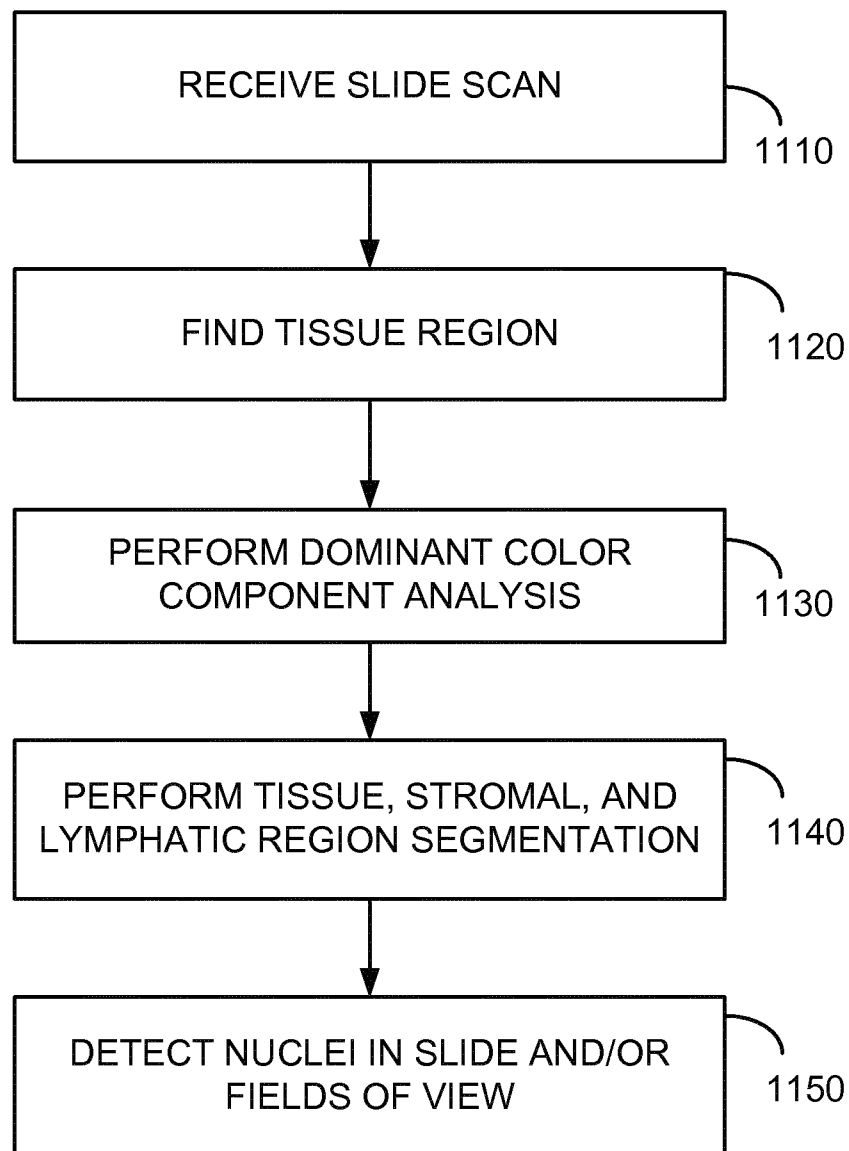 RECEIVE SLIDE SCAN
1110
FIND TISSUE REGION
1120
PERFORM DOMINANT COLOR
COMPONENT ANALYSIS
1130
PERFORM TISSUE, STROMAL, AND
LYMPHATIC REGION SEGMENTATION
1140
DETECT NUCLEI IN SLIDE AND/OR
FIELDS OF VIEW
1150